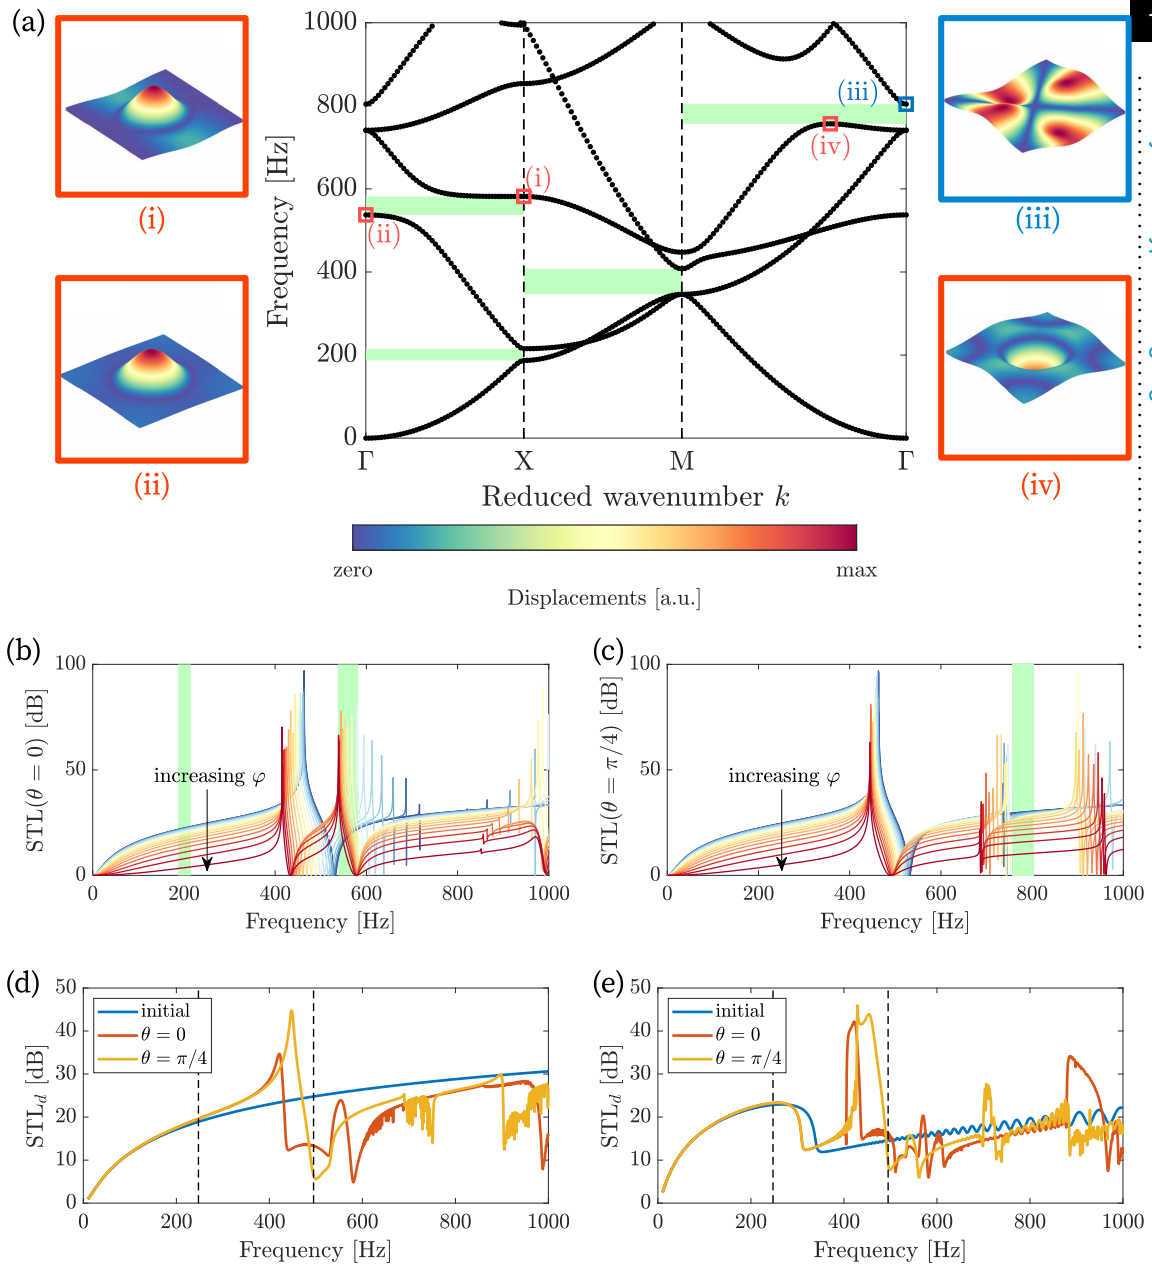 (a)
(i)
(ii)
(iii)
(iv)
1000
800
600
400
200
0
Frequency [Hz]
(i)
(ii)
(iii)
(iv)
Γ
X
M
Γ
Reduced wavenumber k
zero
max
Displacements [a.u.]
(b)
100
50
0
STL(θ = 0) [dB]
increasing φ
0
200
400
600
800
1000
Frequency [Hz]
(c)
100
50
0
STL(θ = π/4) [dB]
increasing φ
0
200
400
600
800
1000
Frequency [Hz]
(d)
50
40
30
20
10
0
STL_d [dB]
initial
θ = 0
θ = π/4
0
200
400
600
800
1000
Frequency [Hz]
(e)
50
40
30
20
10
0
STL_d [dB]
initial
θ = 0
θ = π/4
0
200
400
600
800
1000
Frequency [Hz]